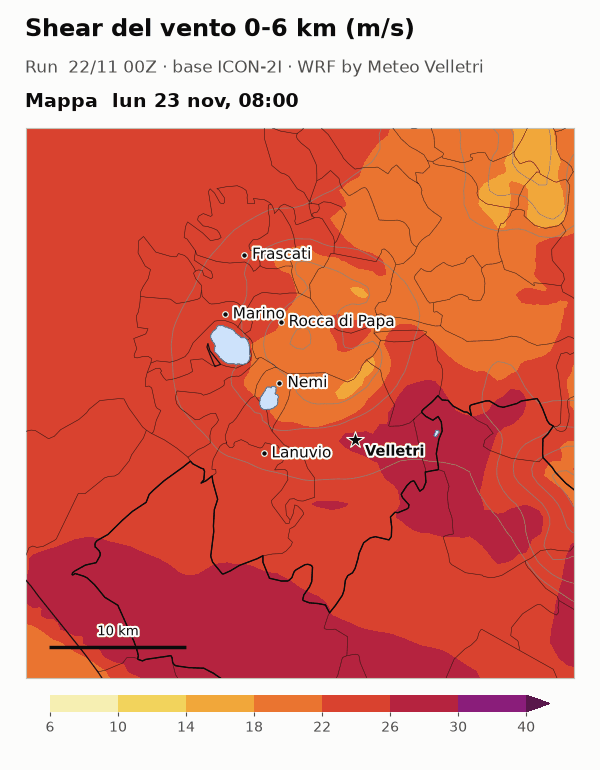 Shear del vento 0-6 km (m/s)
Run  22/11 00Z · base ICON-2I · WRF by Meteo Velletri
Mappa  lun 23 nov, 08:00
Frascati
Marino
Rocca di Papa
Nemi
Velletri
Lanuvio
10 km
6 10 14 18 22 26 30 40